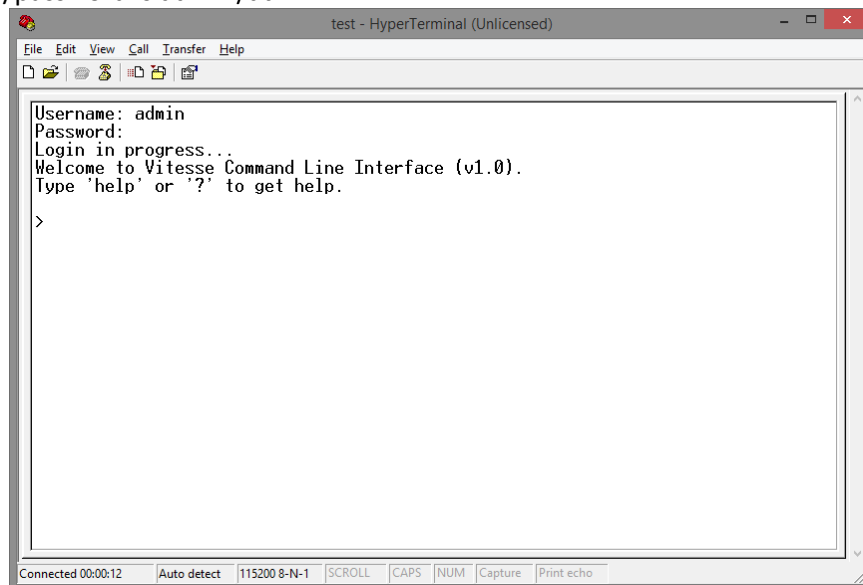 test - HyperTerminal (Unlicensed)
File Edit View Call Transfer Help
Username: admin
Password:
Login in progress...
Welcome to Vitesse Command Line Interface (v1.0).
Type 'help' or '?' to get help.
>
Connected 00:00:12 Auto detect 115200 8-N-1 SCROLL CAPS NUM Capture Print echo